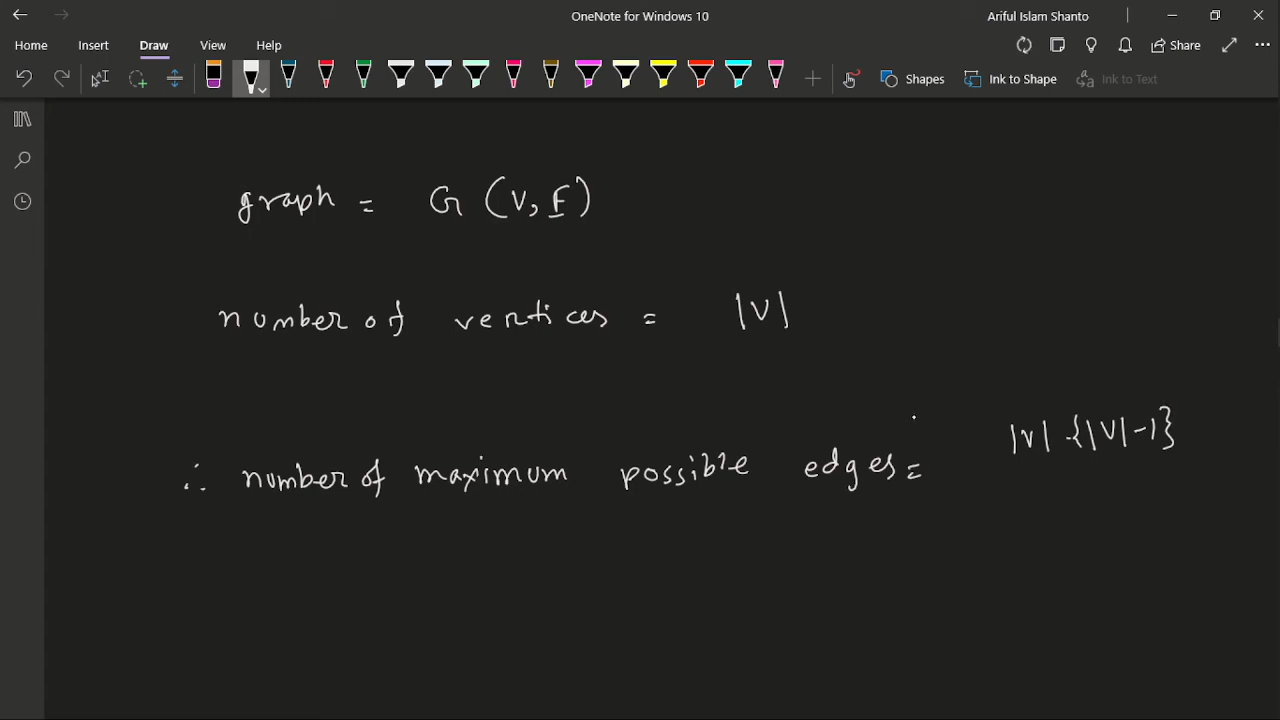 OneNote for Windows 10
Ariful Islam Shanto
Home Insert Draw View Help
Share
Shapes Ink to Shape Ink to Text
graph = G (V, E)
number of vertices = |V|
∴ number of maximum possible edges = |V| {|V|-1}